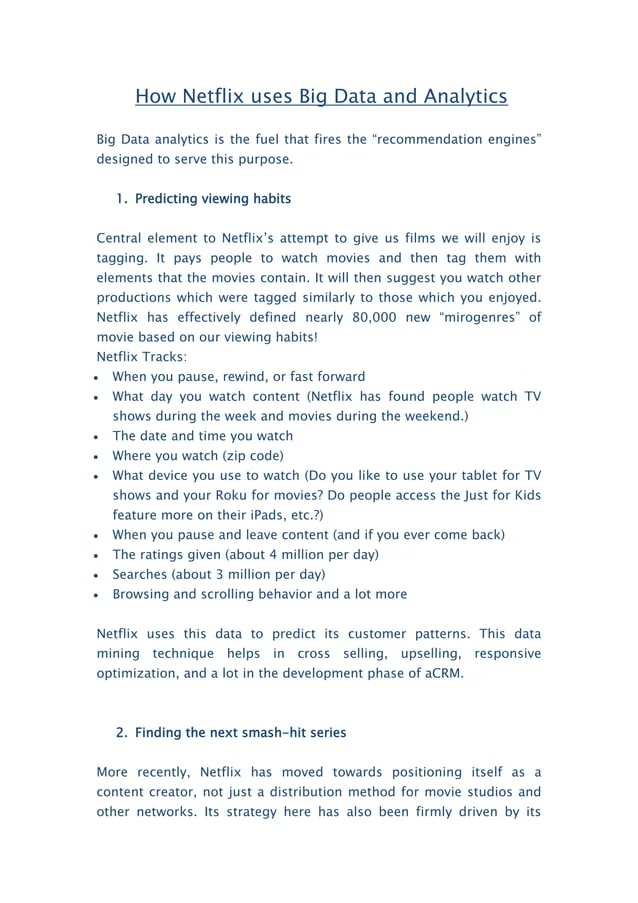 How Netflix uses Big Data and Analytics
Big Data analytics is the fuel that fires the “recommendation engines”
designed to serve this purpose.
1. Predicting viewing habits
Central element to Netflix’s attempt to give us films we will enjoy is
tagging. It pays people to watch movies and then tag them with
elements that the movies contain. It will then suggest you watch other
productions which were tagged similarly to those which you enjoyed.
Netflix has effectively defined nearly 80,000 new “mirogenres” of
movie based on our viewing habits!
Netflix Tracks:
• When you pause, rewind, or fast forward
• What day you watch content (Netflix has found people watch TV
shows during the week and movies during the weekend.)
• The date and time you watch
• Where you watch (zip code)
• What device you use to watch (Do you like to use your tablet for TV
shows and your Roku for movies? Do people access the Just for Kids
feature more on their iPads, etc.?)
• When you pause and leave content (and if you ever come back)
• The ratings given (about 4 million per day)
• Searches (about 3 million per day)
• Browsing and scrolling behavior and a lot more
Netflix uses this data to predict its customer patterns. This data
mining technique helps in cross selling, upselling, responsive
optimization, and a lot in the development phase of aCRM.
2. Finding the next smash-hit series
More recently, Netflix has moved towards positioning itself as a
content creator, not just a distribution method for movie studios and
other networks. Its strategy here has also been firmly driven by its